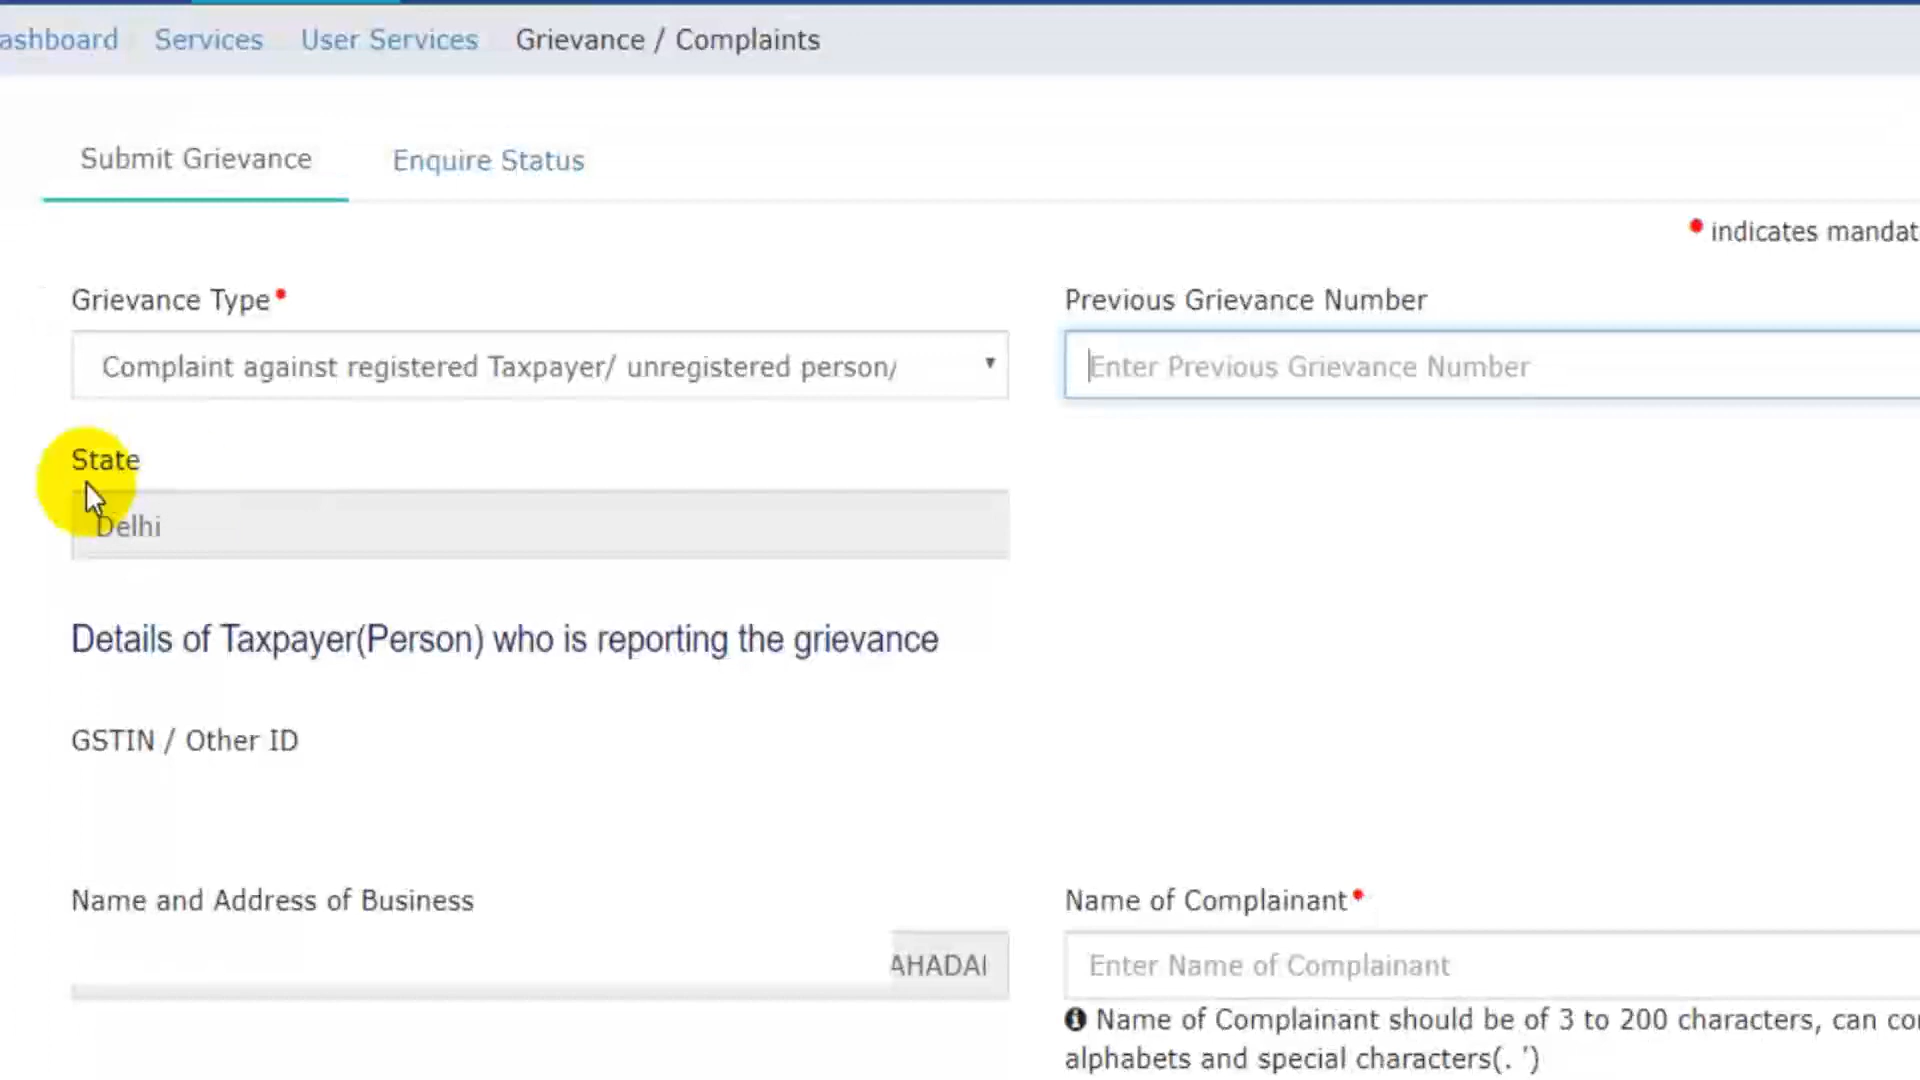 ashboard Services User Services Grievance / Complaints
Submit Grievance Enquire Status
indicates mandat
Grievance Type• Previous Grievance Number
Complaint against registered Taxpayer/ unregistered person/ Enter Previous Grievance Number
State
Delhi
Details of Taxpayer(Person) who is reporting the grievance
GSTIN / Other ID
Name and Address of Business Name of Complainant•
AHADAI Enter Name of Complainant
Name of Complainant should be of 3 to 200 characters, can co
alphabets and special characters(. ')